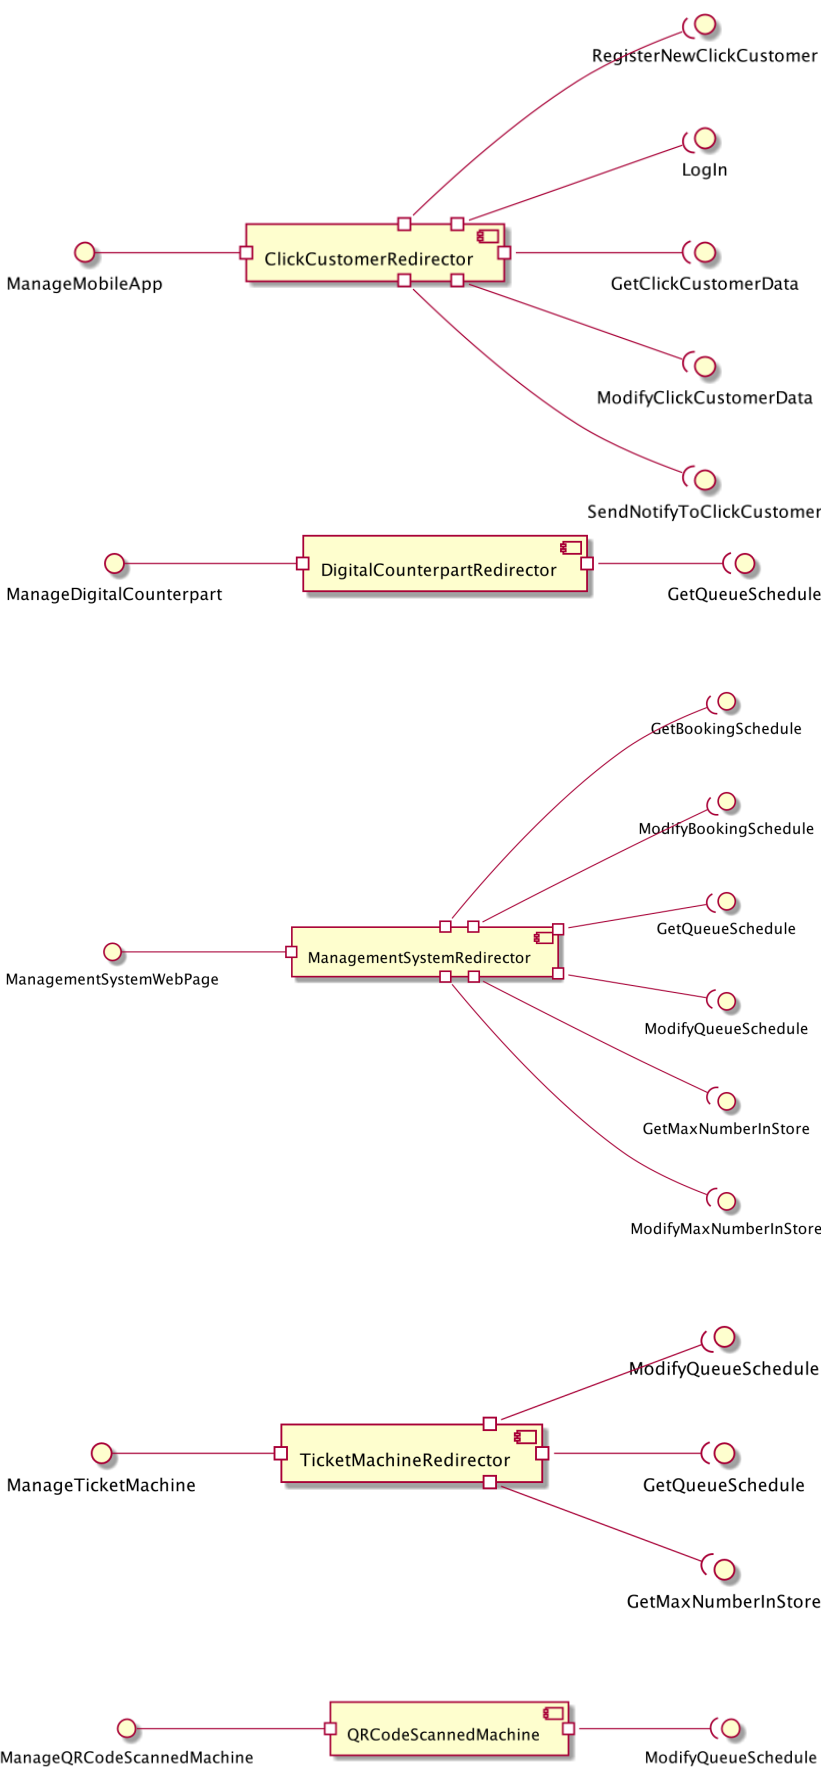 RegisterNewClickCustomer
LogIn
ClickCustomerRedirector
ManageMobileApp
GetClickCustomerData
ModifyClickCustomerData
SendNotifyToClickCustomer
DigitalCounterpartRedirector
ManageDigitalCounterpart
GetQueueSchedule
GetBookingSchedule
ModifyBookingSchedule
GetQueueSchedule
ManagementSystemRedirector
ManagementSystemWebPage
ModifyQueueSchedule
GetMaxNumberInStore
ModifyMaxNumberInStore
ModifyQueueSchedule
TicketMachineRedirector
ManageTicketMachine
GetQueueSchedule
GetMaxNumberInStore
QRCodeScannedMachine
ManageQRCodeScannedMachine
ModifyQueueSchedule